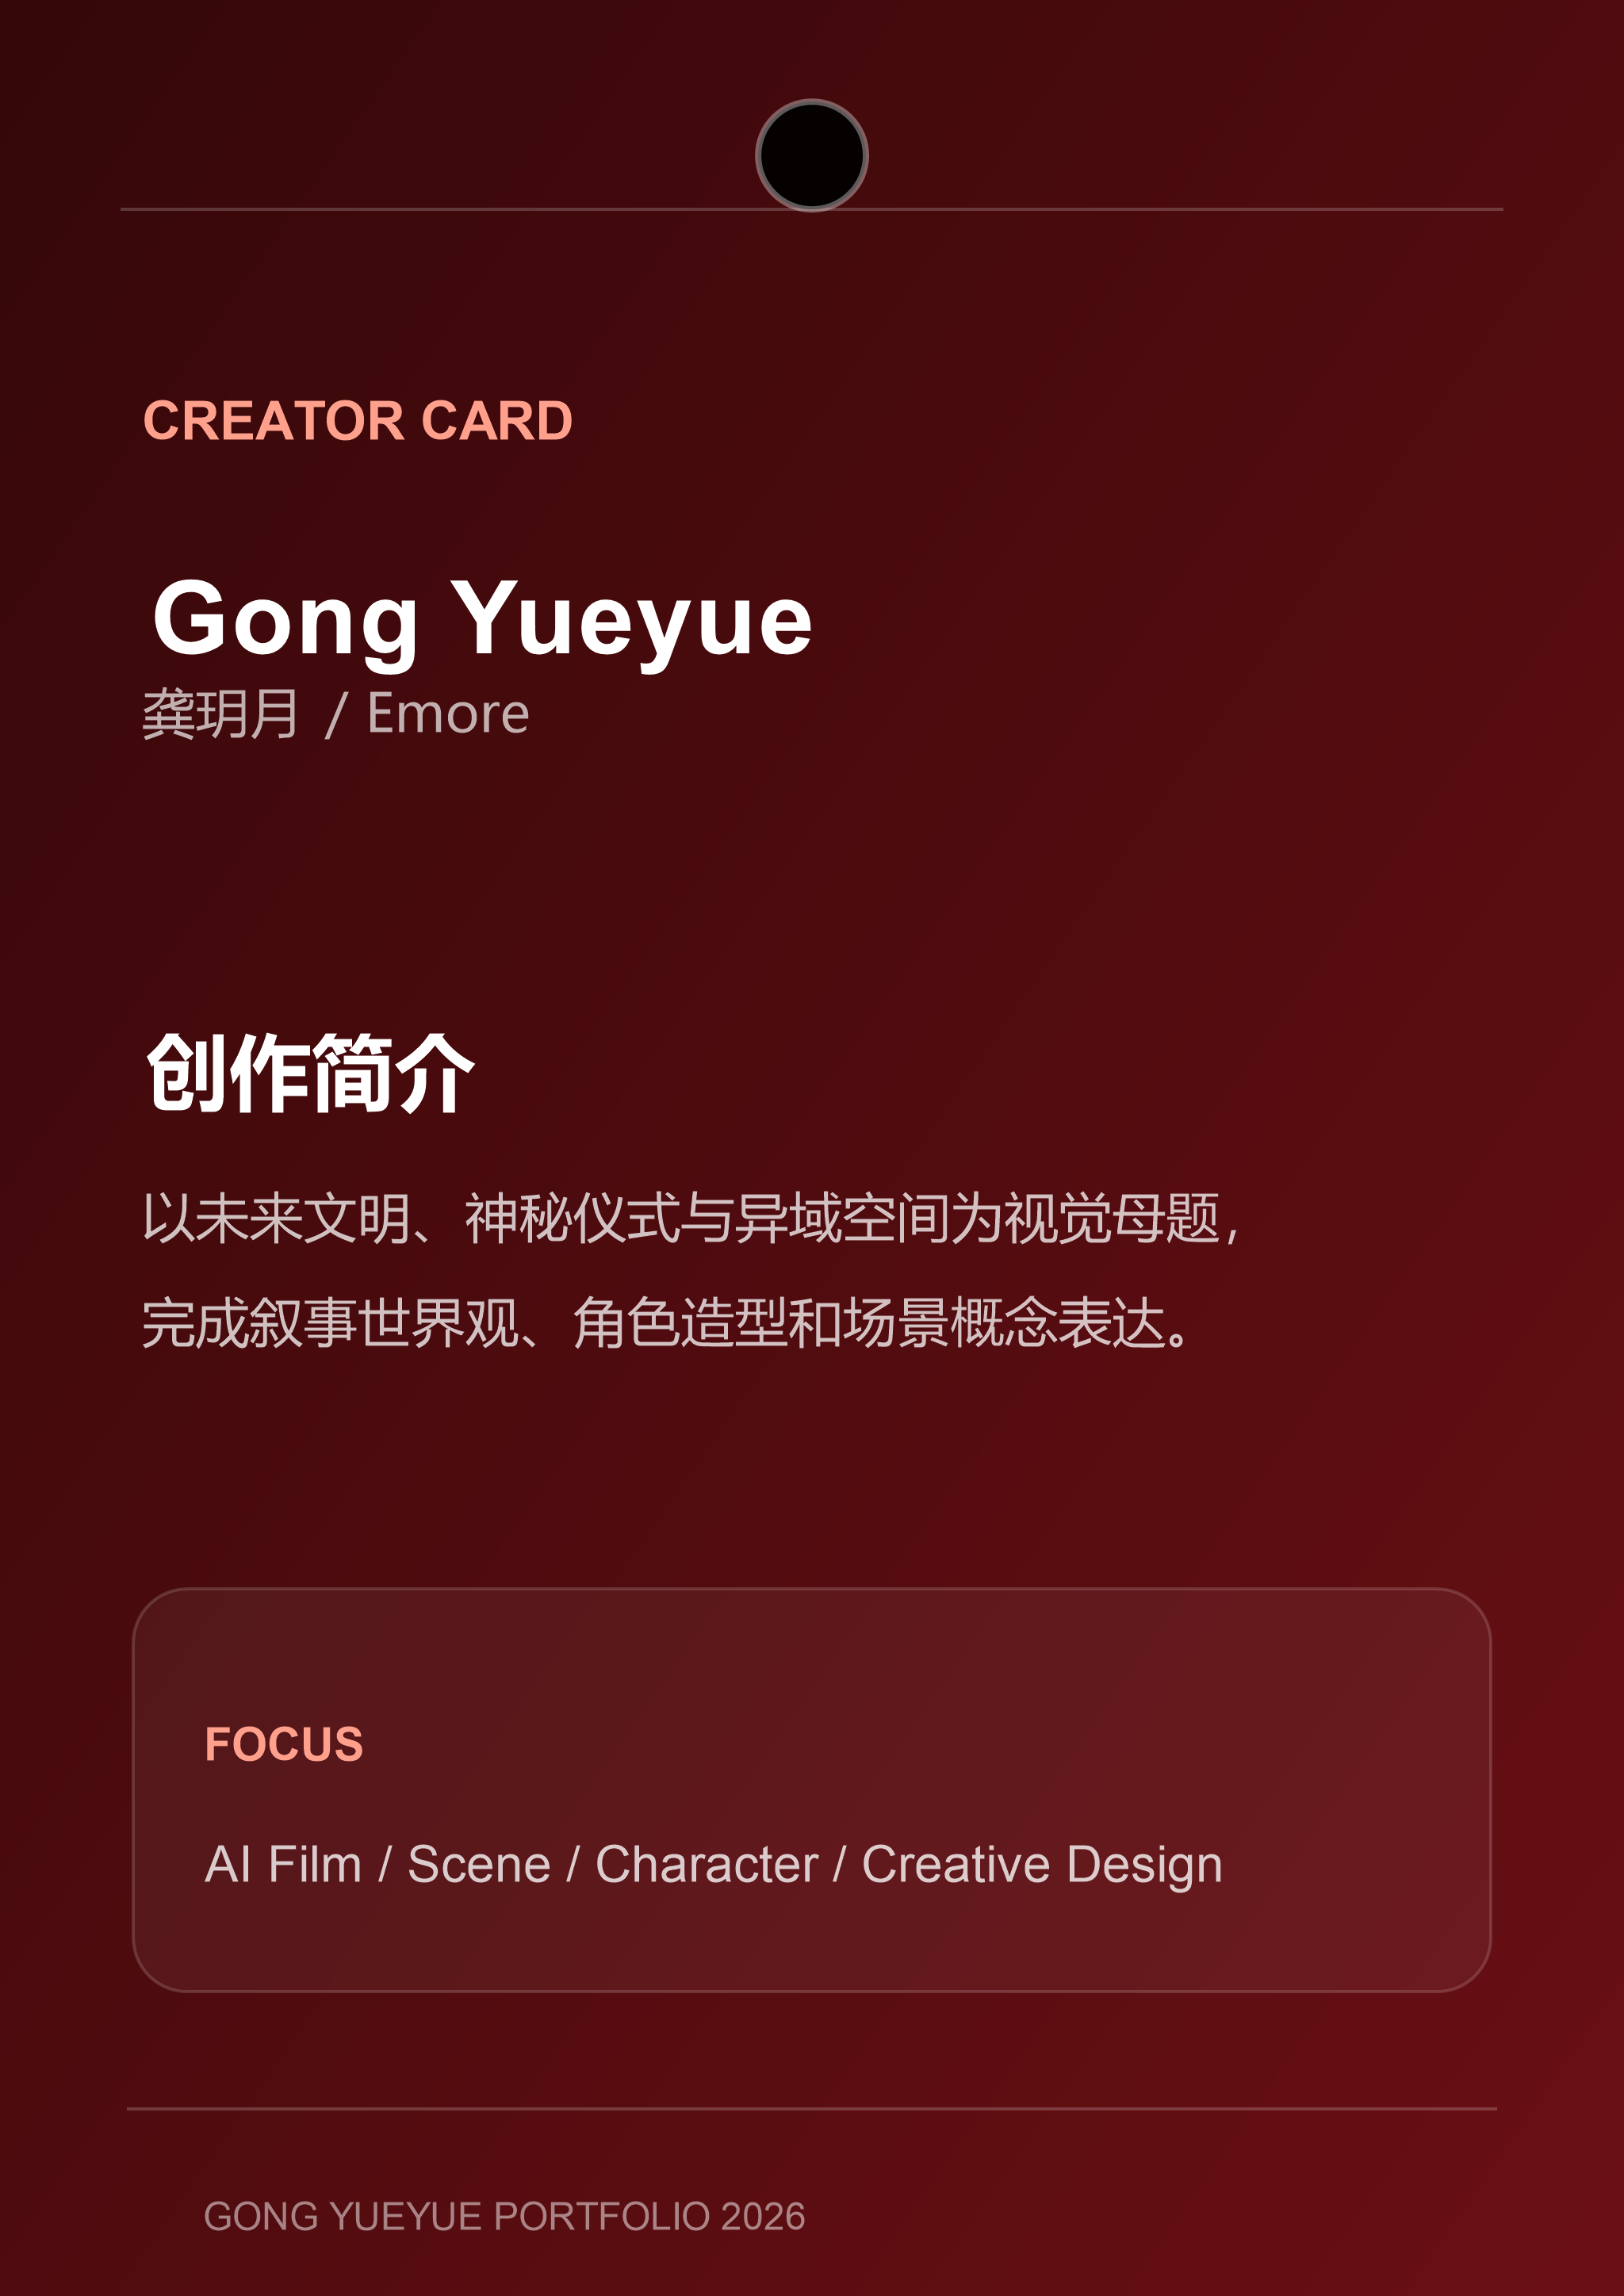 CREATOR CARD
Gong Yueyue
龚玥月 / Emore
创作简介
以未来文明、神秘仪式与异域空间为视觉母题，
完成叙事世界观、角色造型和场景概念表达。
FOCUS
AI Film / Scene / Character / Creative Design
GONG YUEYUE PORTFOLIO 2026